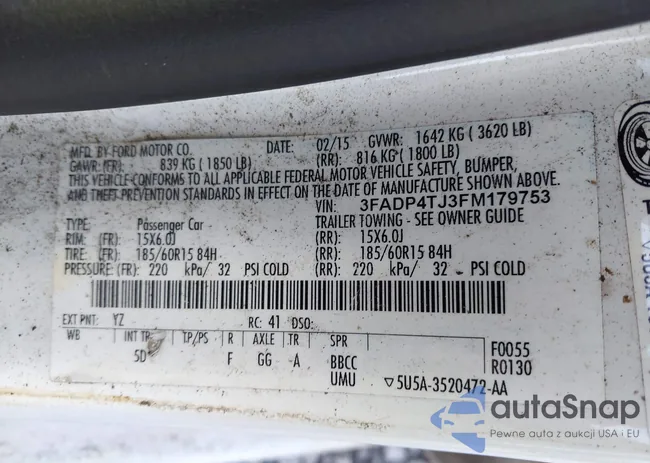 MFD. BY FORD MOTOR CO. DATE: 02/15 GVWR: 1642 KG ( 3620 LB)
GAWR: (FR): 839 KG ( 1850 LB) (RR): 816 KG ( 1800 LB)
THIS VEHICLE CONFORMS TO ALL APPLICABLE FEDERAL MOTOR VEHICLE SAFETY, BUMPER,
AND THEFT PREVENTION STANDARDS IN EFFECT ON THE DATE OF MANUFACTURE SHOWN ABOVE.
VIN: 3FADP4TJ3FM179753
TYPE: Passenger Car - TRAILER TOWING - SEE OWNER GUIDE
RIM: (FR): 15X6.0J (RR): 15X6.0J
TIRE: (FR): 185/60R15 84H (RR): 185/60R15 84H
PRESSURE: (FR): 220 kPa/ 32 PSI COLD (RR): 220 kPa/ 32 PSI COLD
EXT PNT: YZ RC: 41 DSO:
WB INT TR TP/PS R AXLE TR SPR F0055
5D F GG A BBCC R0130
UMU ▽5U5A-3520472-AA
autoSnap
Pewne auta z aukcji USA i EU